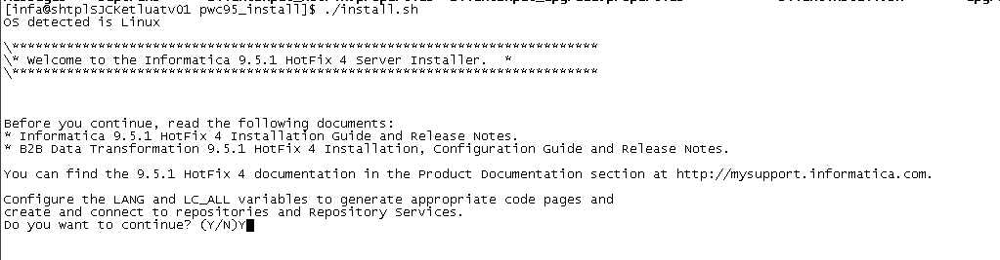 [infa@shtplSJCKetluatv01 pwc95_install]$ ./install.sh
OS detected is Linux
\***************************************************************************
\* Welcome to the Informatica 9.5.1 HotFix 4 Server Installer.  *
\***************************************************************************
Before you continue, read the following documents:
* Informatica 9.5.1 HotFix 4 Installation Guide and Release Notes.
* B2B Data Transformation 9.5.1 HotFix 4 Installation, Configuration Guide and Release Notes.
You can find the 9.5.1 HotFix 4 documentation in the Product Documentation section at http://mysupport.informatica.com.
Configure the LANG and LC_ALL variables to generate appropriate code pages and
create and connect to repositories and Repository Services.
Do you want to continue? (Y/N)Y